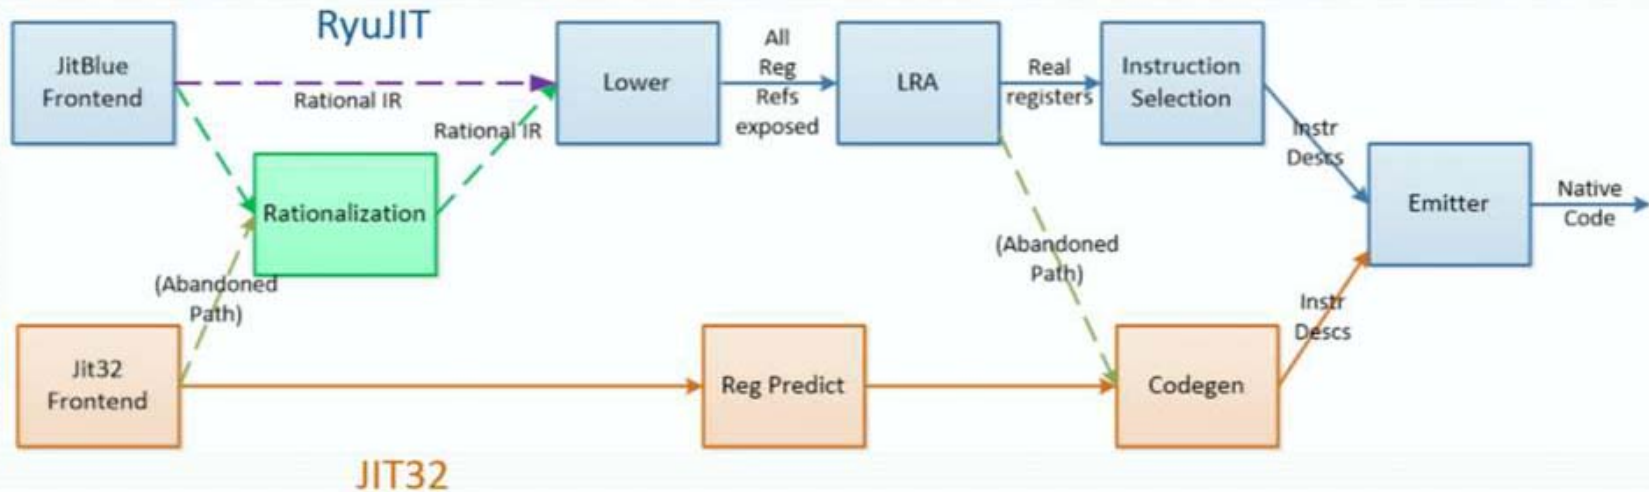 RyuJIT
JitBlue
Frontend
Rational IR
Rational IR
Rationalization
Lower
All
Reg
Refs
exposed
LRA
Real
registers
Instruction
Selection
Instr
Descs
Emitter
Native
Code
(Abandoned
Path)
(Abandoned
Path)
Jit32
Frontend
Reg Predict
Codegen
Instr
Descs
JIT32